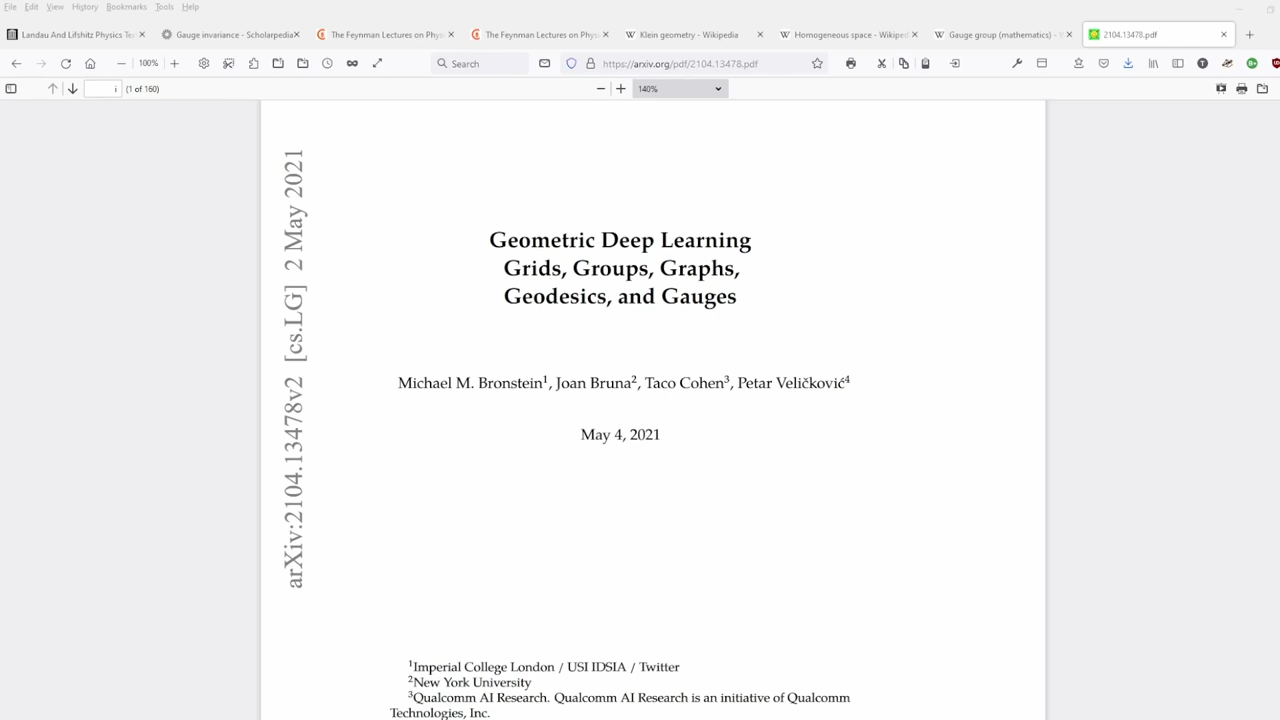 File Edit View History Bookmarks Tools Help
Landau And Lifshitz Physics Te
Gauge invariance - Scholarpedia
The Feynman Lectures on Phys
The Feynman Lectures on Phys
Klein geometry - Wikipedia
Homogeneous space - Wikiped
Gauge group (mathematics) -
2104.13478.pdf
100%
Search
https://arxiv.org/pdf/2104.13478.pdf
i (1 of 160)
140%
arXiv:2104.13478v2 [cs.LG] 2 May 2021
Geometric Deep Learning
Grids, Groups, Graphs,
Geodesics, and Gauges
Michael M. Bronstein1, Joan Bruna2, Taco Cohen3, Petar Veličković4
May 4, 2021
1Imperial College London / USI IDSIA / Twitter
2New York University
3Qualcomm AI Research. Qualcomm AI Research is an initiative of Qualcomm
Technologies, Inc.